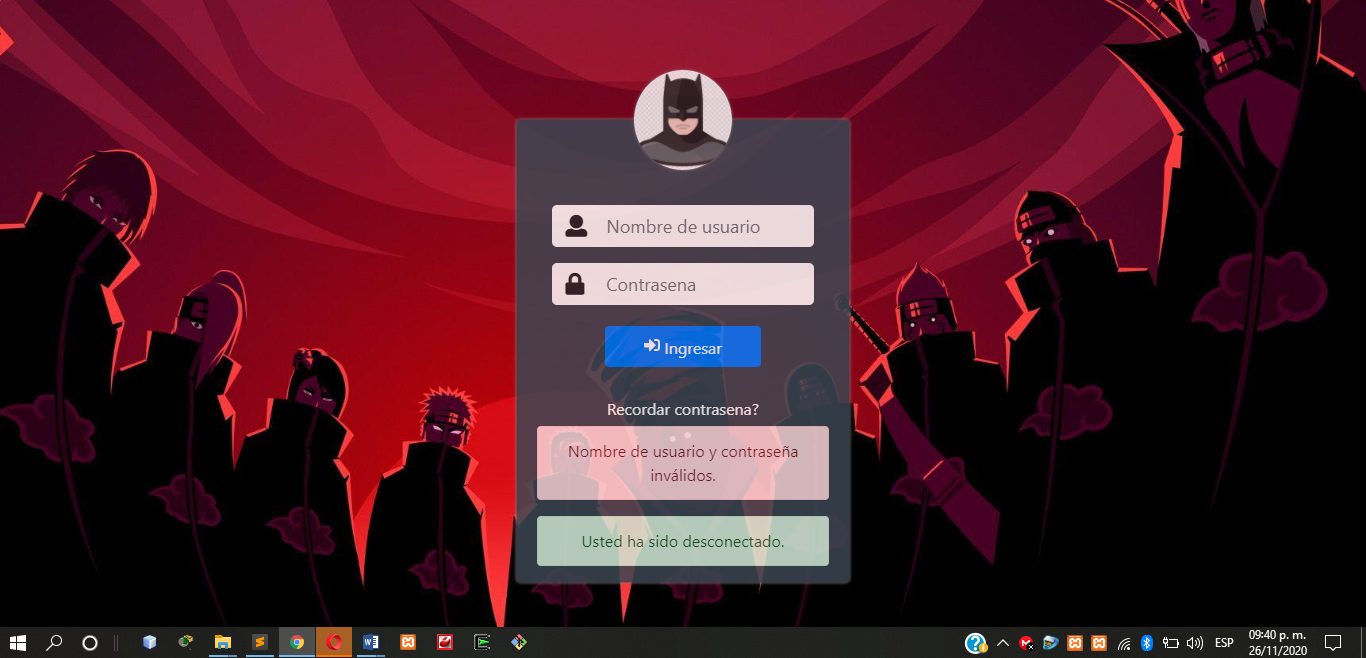 Nombre de usuario
Contrasena
Ingresar
Recordar contrasena?
Nombre de usuario y contraseña
inválidos.
Usted ha sido desconectado.
ESP
09:40 p. m.
26/11/2020